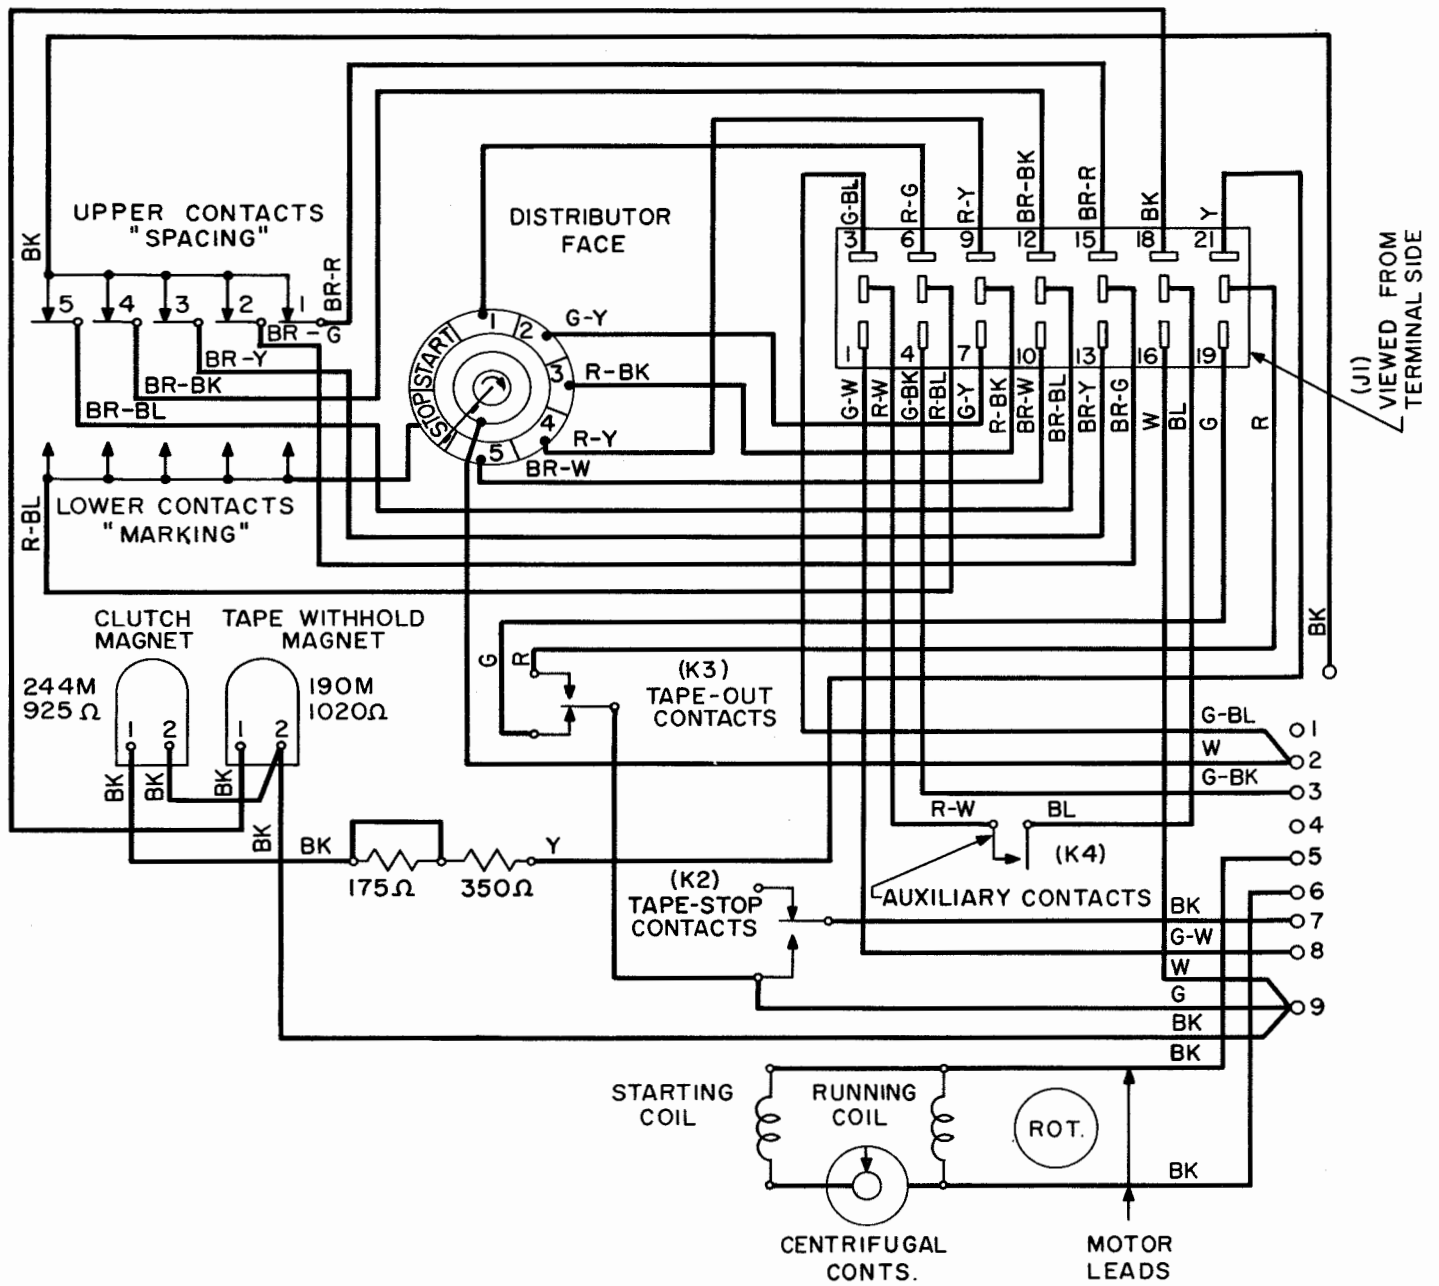 UPPER CONTACTS
"SPACING"
BK
5
4
3
2
1
BR-R
BR-G
BR-Y
BR-BK
BR-BL
DISTRIBUTOR
FACE
START
STOP
1
2
3
4
5
G-Y
R-BK
R-Y
BR-W
G-BL
R-G
R-Y
BR-BK
BR-R
BK
Y
3
6
9
12
15
18
21
1
4
7
10
13
16
19
G-W
R-W
G-BK
R-BL
G-Y
R-BK
BR-W
BR-BL
BR-Y
BR-G
W
BL
G
R
(J1)
VIEWED FROM
TERMINAL SIDE
LOWER CONTACTS
"MARKING"
R-BL
CLUTCH
MAGNET
244M
925Ω
1
2
BK
BK
TAPE WITHHOLD
MAGNET
190M
1020Ω
1
2
BK
BK
BK
175Ω
350Ω
Y
G
R
(K3)
TAPE-OUT
CONTACTS
BK
G-BL
1
W
2
G-BK
3
R-W
BL
4
(K4)
5
AUXILIARY CONTACTS
6
(K2)
TAPE-STOP
CONTACTS
BK
7
G-W
8
W
G
9
BK
BK
STARTING
COIL
RUNNING
COIL
ROT.
BK
CENTRIFUGAL
CONTS.
MOTOR
LEADS